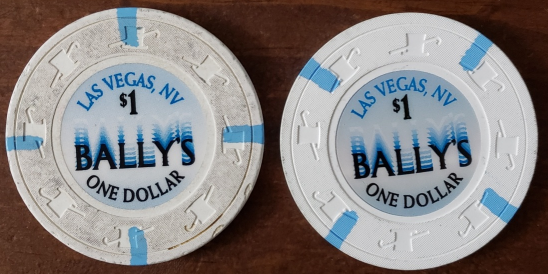 LAS VEGAS, NV
$1
BALLY'S
ONE DOLLAR
LAS VEGAS, NV
$1
BALLY'S
ONE DOLLAR